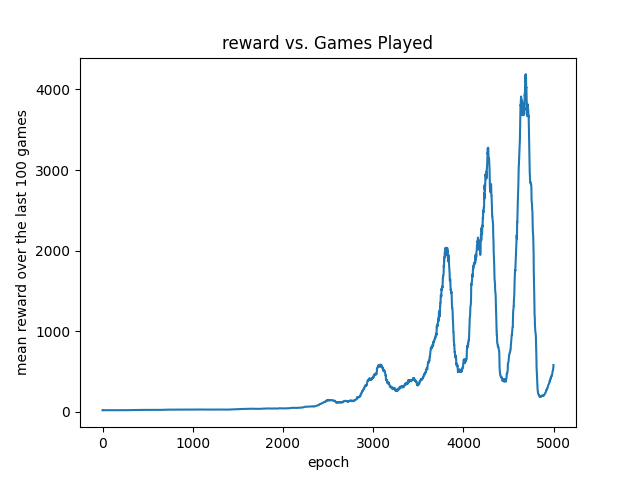 reward vs. Games Played
mean reward over the last 100 games
4000
3000
2000
1000
0
0 1000 2000 3000 4000 5000
epoch